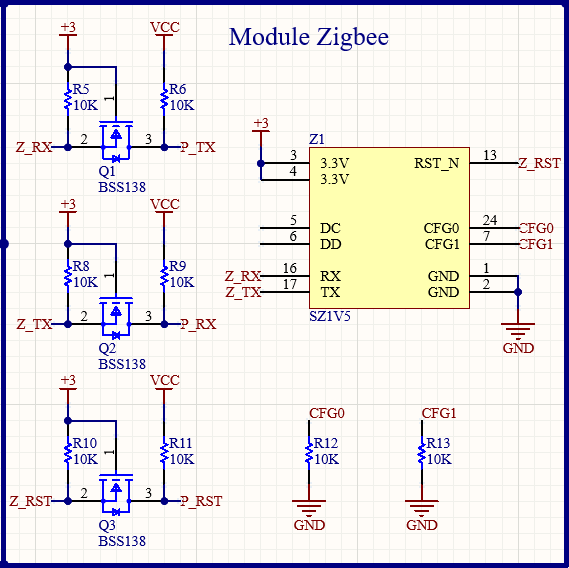 Module Zigbee
+3
VCC
R5
10K
R6
10K
1
Z_RX
2
3
P_TX
Q1
BSS138
+3
VCC
R8
10K
R9
10K
1
Z_TX
2
3
P_RX
Q2
BSS138
+3
VCC
R10
10K
R11
10K
1
Z_RST
2
3
P_RST
Q3
BSS138
+3
Z1
3
3.3V
RST_N
13
Z_RST
4
3.3V
5
DC
CFG0
24
CFG0
6
DD
CFG1
7
CFG1
Z_RX
16
RX
GND
1
Z_TX
17
TX
GND
2
SZ1V5
GND
CFG0
R12
10K
GND
CFG1
R13
10K
GND